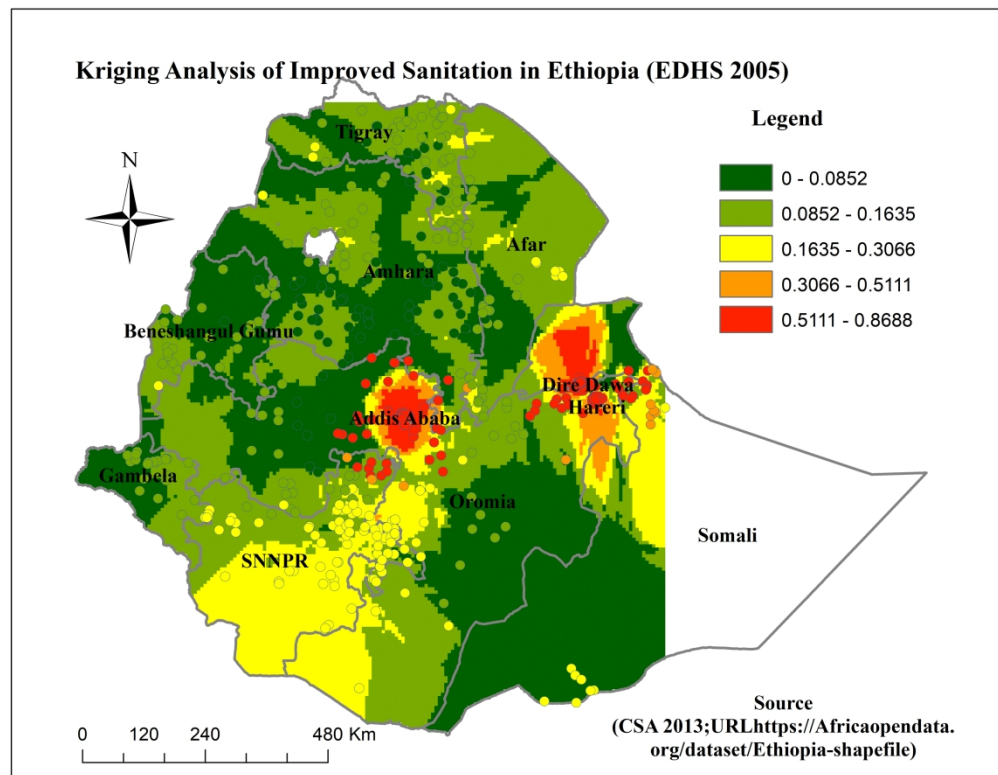 Kriging Analysis of Improved Sanitation in Ethiopia (EDHS 2005)
Legend
0 - 0.0852
0.0852 - 0.1635
0.1635 - 0.3066
0.3066 - 0.5111
0.5111 - 0.8688
N
Tigray
Afar
Amhara
Beneshangul Gumu
Dire Dawa
Hareri
Addis Ababa
Gambela
Oromia
Somali
SNNPR
Source
(CSA 2013;URLhttps://Africaopendata.
org/dataset/Ethiopia-shapefile)
0 120 240 480 Km